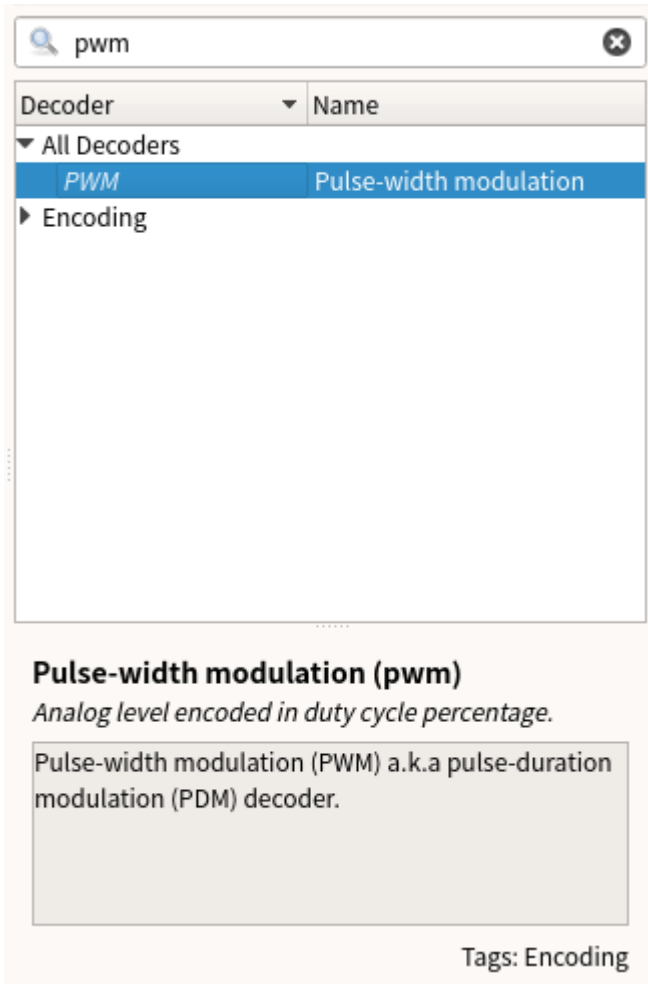 pwm
Decoder Name
All Decoders
PWM Pulse-width modulation
Encoding
Pulse-width modulation (pwm)
Analog level encoded in duty cycle percentage.
Pulse-width modulation (PWM) a.k.a pulse-duration
modulation (PDM) decoder.
Tags: Encoding